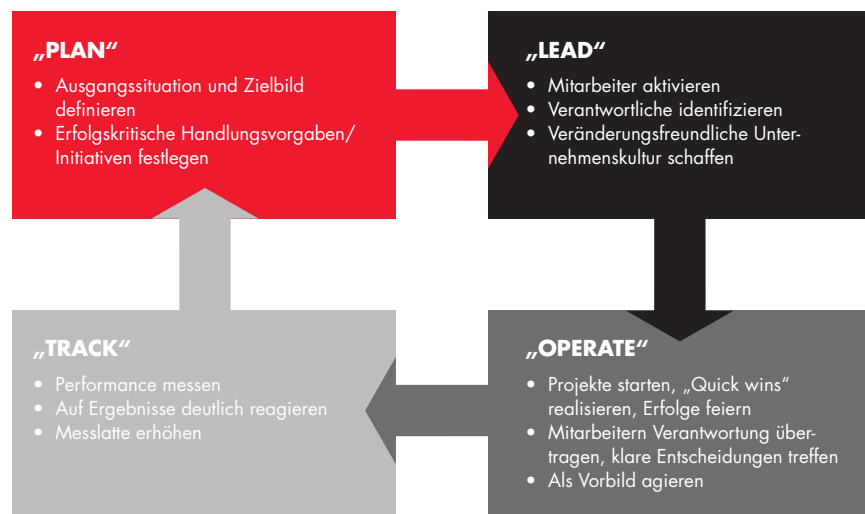 „PLAN“
• Ausgangssituation und Zielbild
definieren
• Erfolgskritische Handlungsvorgaben/
Initiativen festlegen
„LEAD“
• Mitarbeiter aktivieren
• Verantwortliche identifizieren
• Veränderungsfreundliche Unter-
nehmenskultur schaffen
„TRACK“
• Performance messen
• Auf Ergebnisse deutlich reagieren
• Messlatte erhöhen
„OPERATE“
• Projekte starten, „Quick wins“
realisieren, Erfolge feiern
• Mitarbeitern Verantwortung über-
tragen, klare Entscheidungen treffen
• Als Vorbild agieren